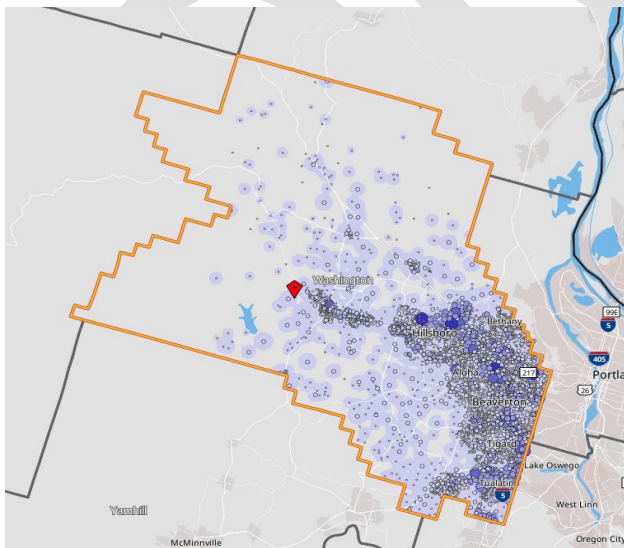 Washington
99E
5
Bethany
Hillsboro
405
Aloha
217
Portla
26
Beaverton
Tigard
Lake Oswego
Tualatin
5
West Linn
Yamhill
Oregon City
McMinnville